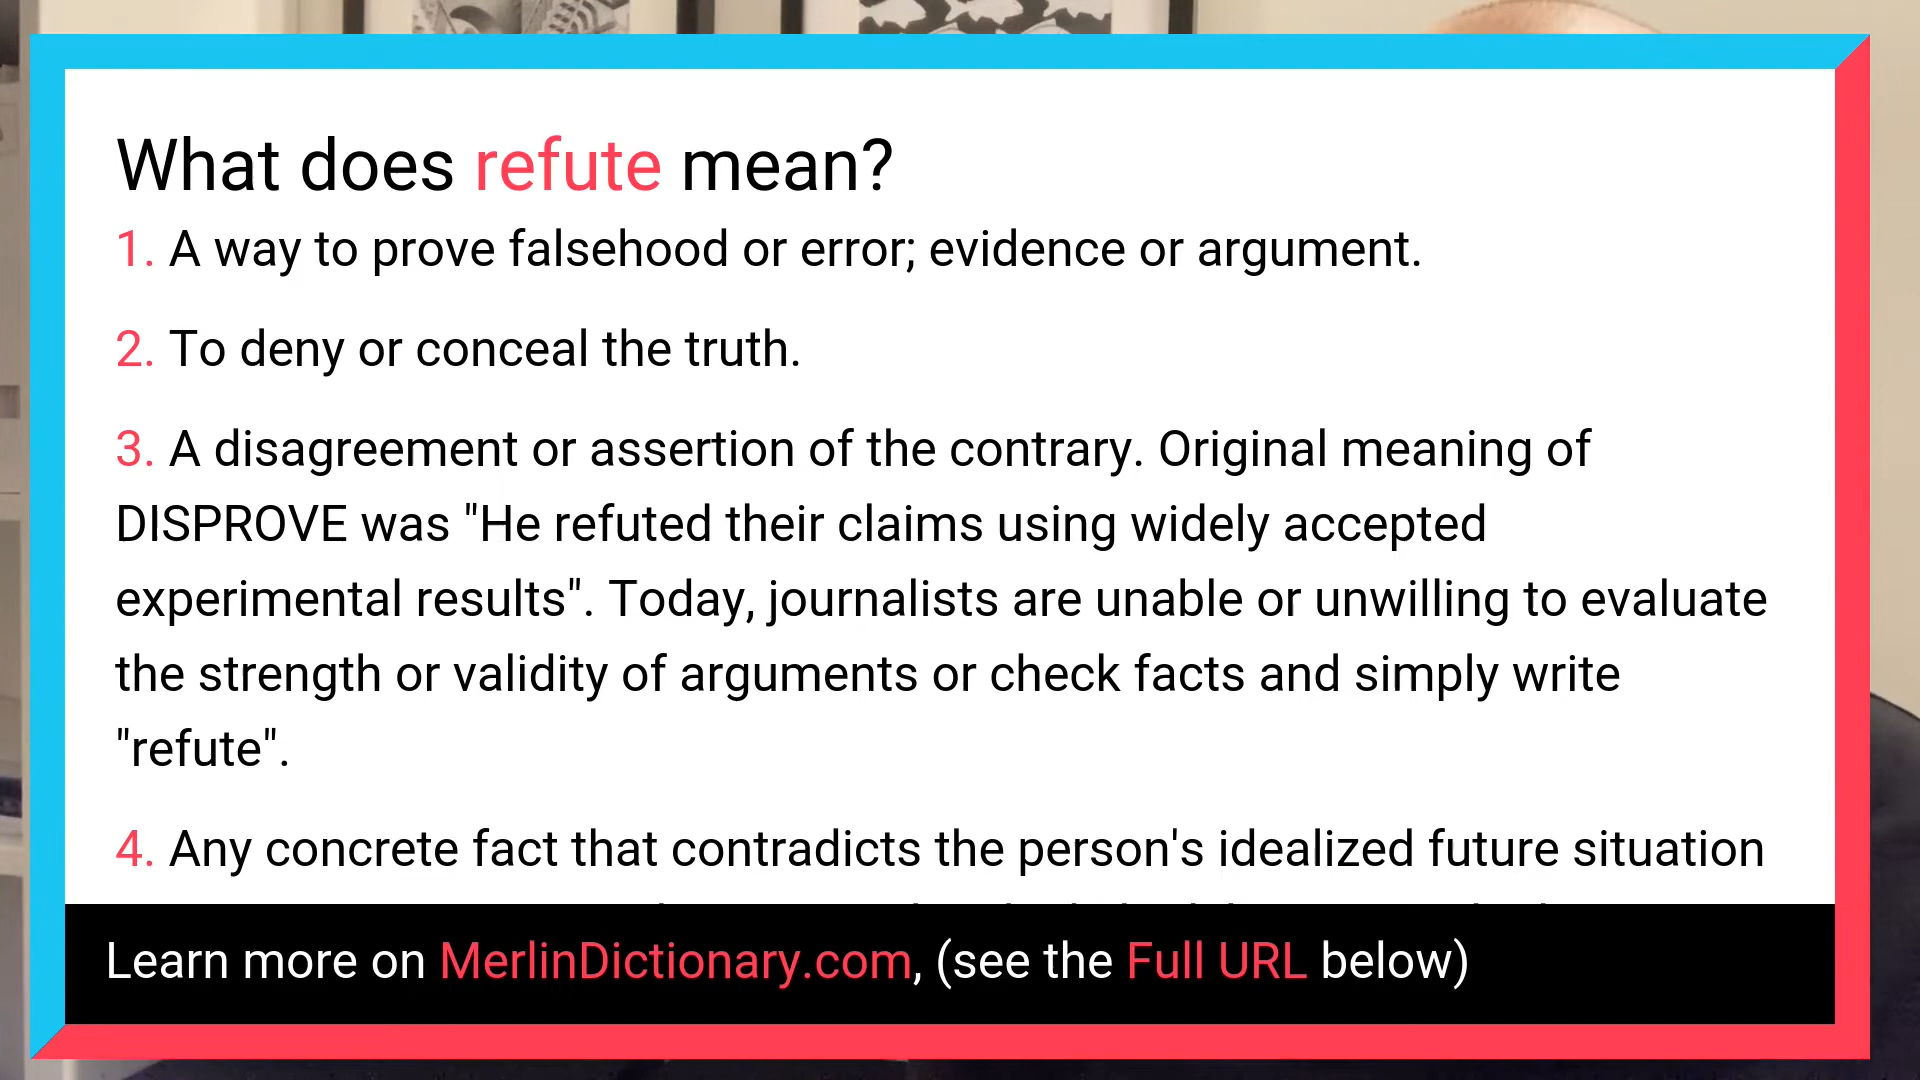 What does refute mean?
1. A way to prove falsehood or error; evidence or argument.
2. To deny or conceal the truth.
3. A disagreement or assertion of the contrary. Original meaning of
DISPROVE was "He refuted their claims using widely accepted
experimental results". Today, journalists are unable or unwilling to evaluate
the strength or validity of arguments or check facts and simply write
"refute".
4. Any concrete fact that contradicts the person's idealized future situation
Learn more on MerlinDictionary.com, (see the Full URL below)